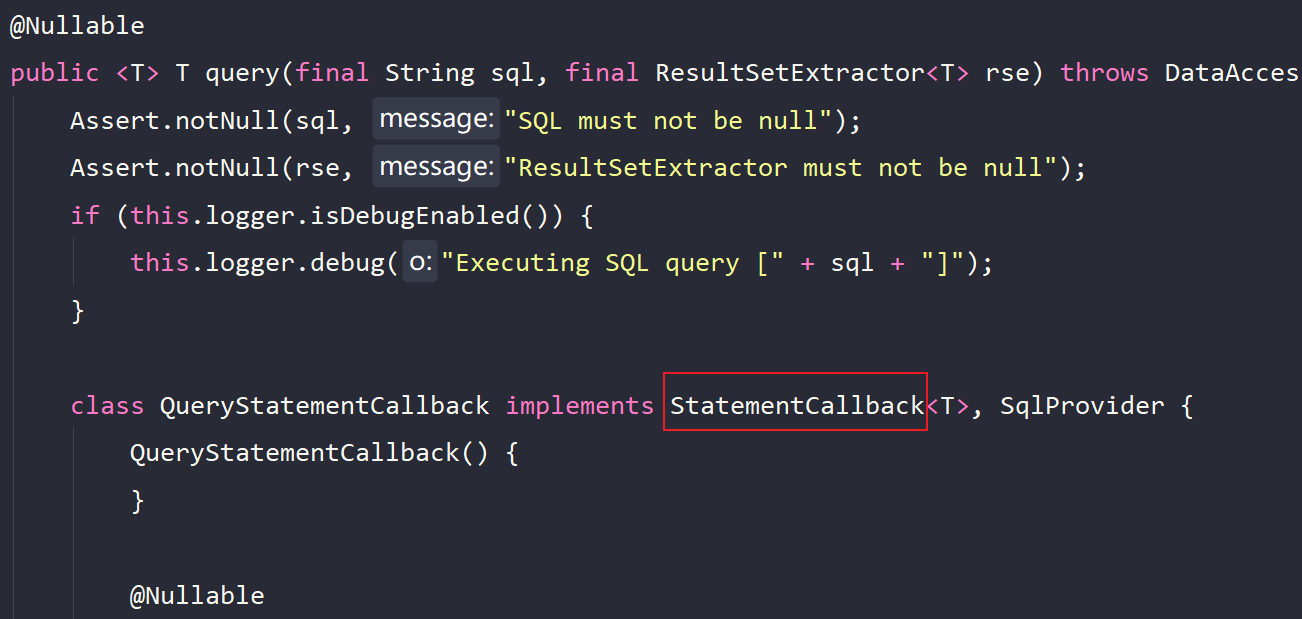 @Nullable
public <T> T query(final String sql, final ResultSetExtractor<T> rse) throws DataAcces
Assert.notNull(sql, message: "SQL must not be null");
Assert.notNull(rse, message: "ResultSetExtractor must not be null");
if (this.logger.isDebugEnabled()) {
this.logger.debug( o: "Executing SQL query [" + sql + "]");
}
class QueryStatementCallback implements StatementCallback<T>, SqlProvider {
QueryStatementCallback() {
}
@Nullable